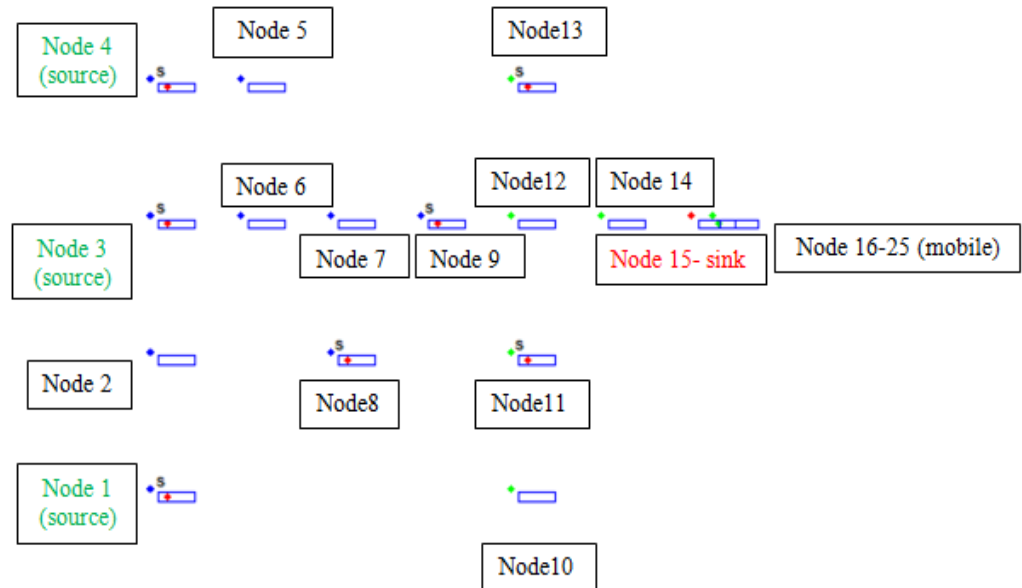 Node 5
Node13
Node 4
(source)
S
S
Node 6
Node12
Node 14
S
S
Node 3
(source)
Node 7
Node 9
Node 15- sink
Node 16-25 (mobile)
S
S
Node 2
Node8
Node11
S
Node 1
(source)
Node10